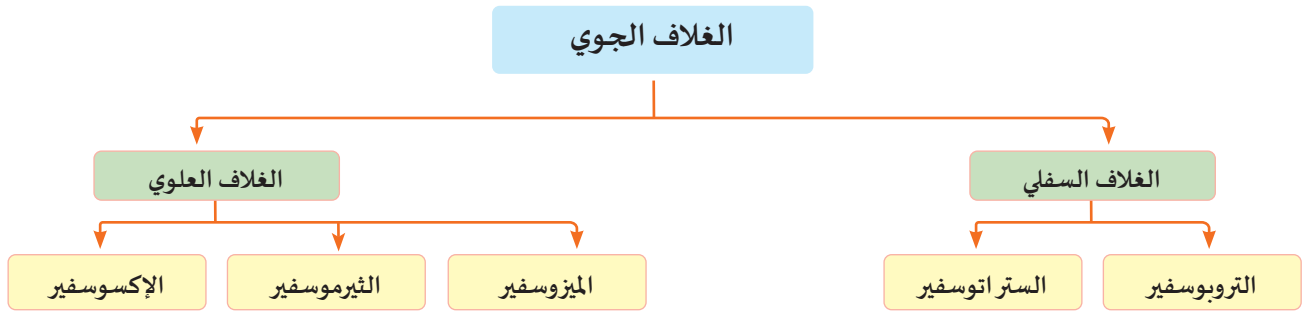 الغلاف الجوي
الغلاف السفلي
الغلاف العلوي
التروبوسفير
الستراتوسفير
الميزوسفير
الثيرموسفير
الإكسوسفير